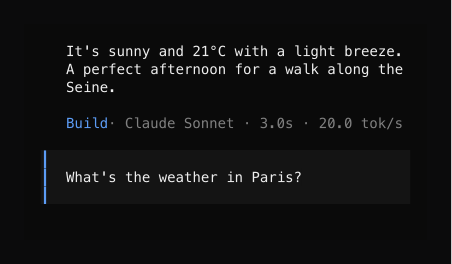 It's sunny and 21°C with a light breeze.
A perfect afternoon for a walk along the
Seine.
Build· Claude Sonnet · 3.0s · 20.0 tok/s
What's the weather in Paris?